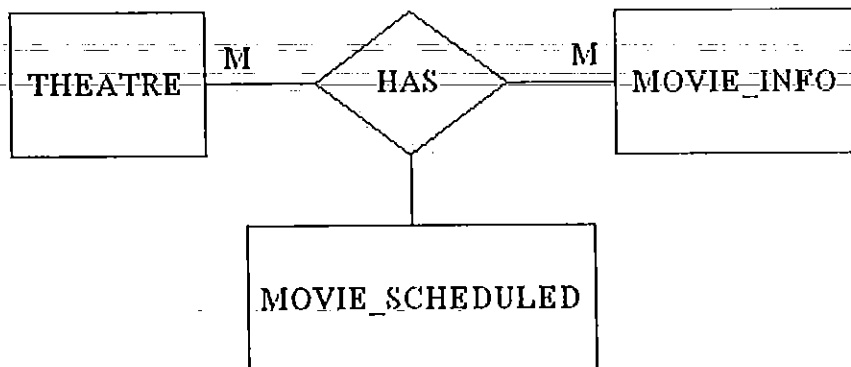 M
M
THEATRE
HAS
MOVIE_INFO
MOVIE_SCHEDULED